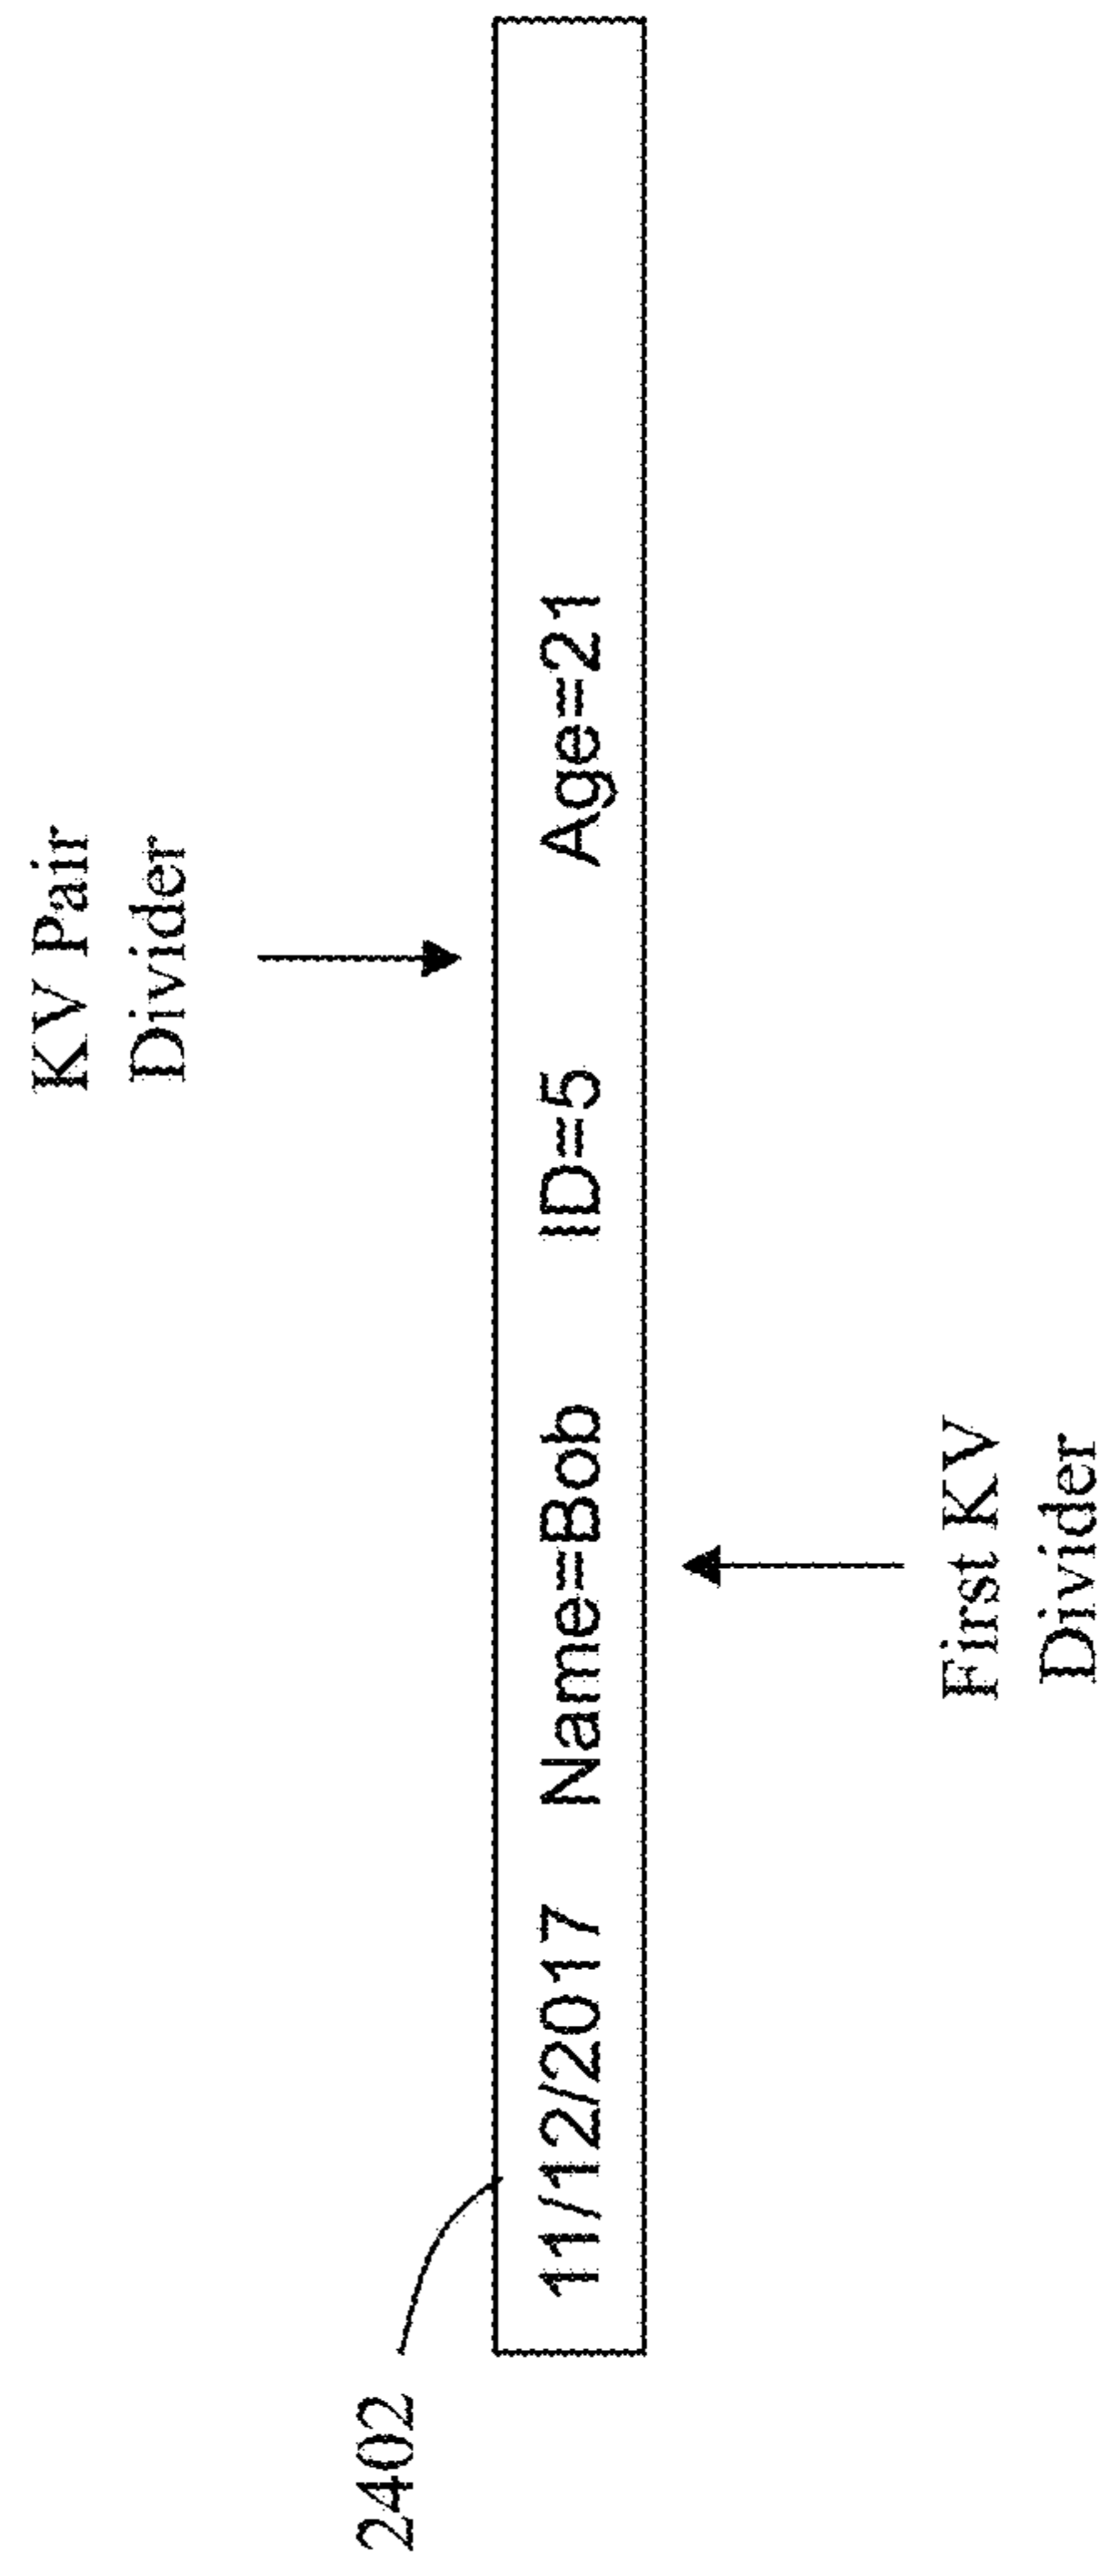 KV Pair
Divider
2402
11/12/2017 Name=Bob ID=5 Age=21
First KV
Divider